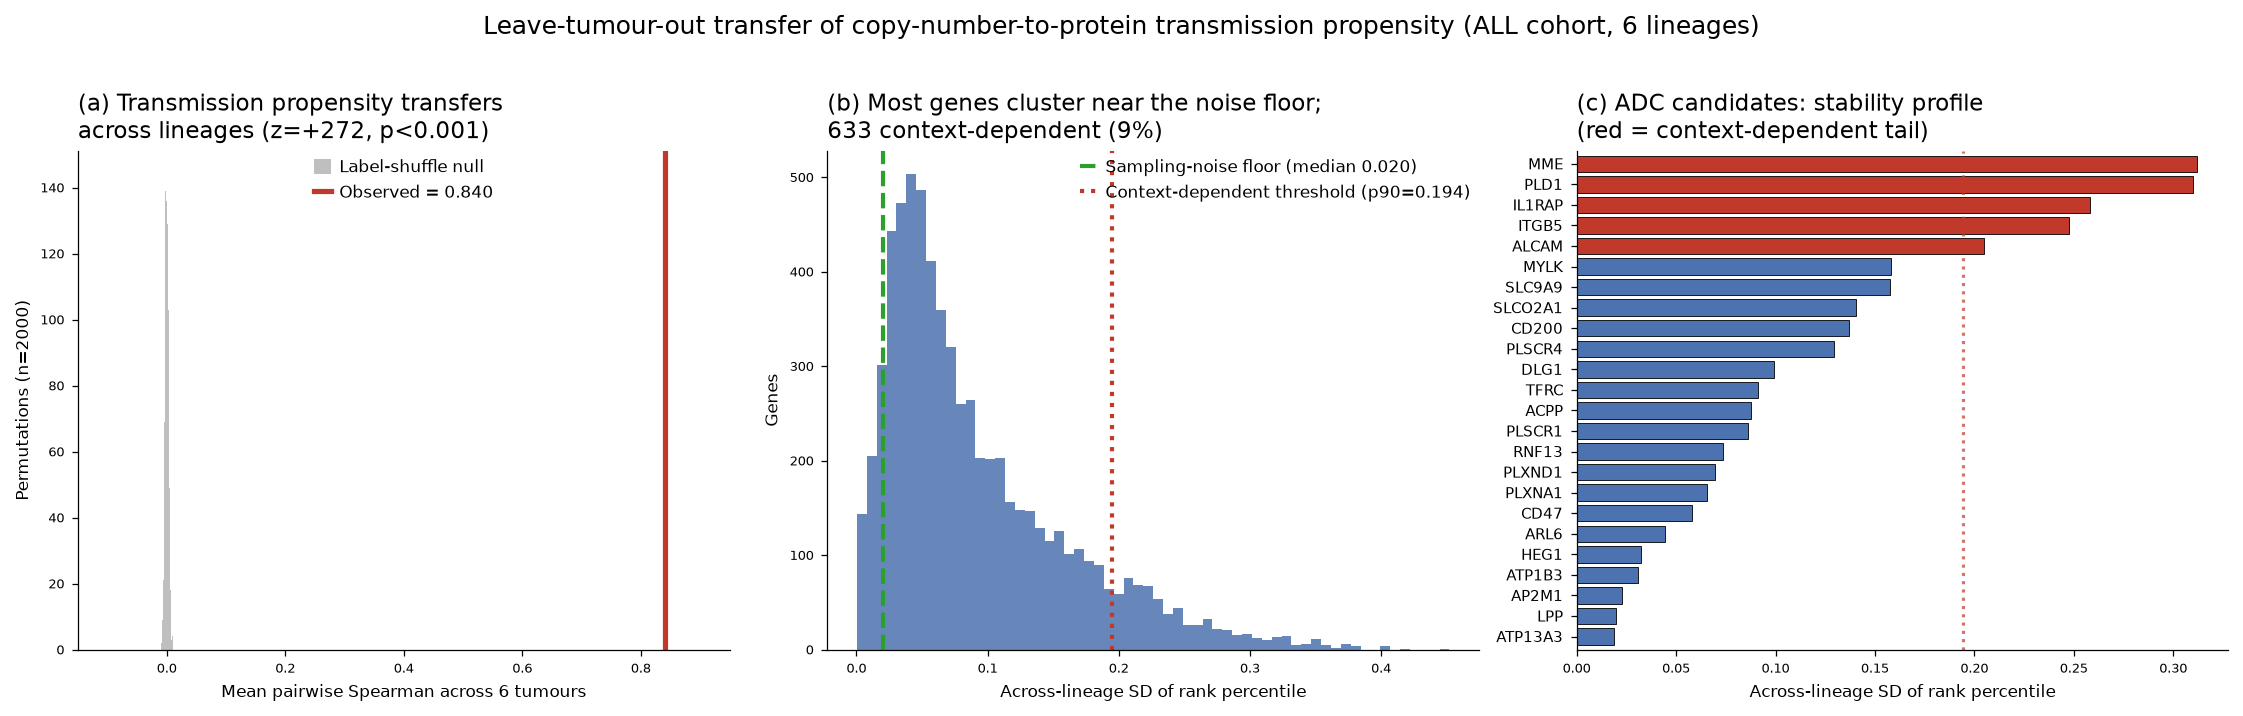 Leave-tumour-out transfer of copy-number-to-protein transmission propensity (ALL cohort, 6 lineages)
(a) Transmission propensity transfers
across lineages (z=+272, p<0.001)
Label-shuffle null
Observed = 0.840
Permutations (n=2000)
140
120
100
80
60
40
20
0
0.0
0.2
0.4
0.6
0.8
Mean pairwise Spearman across 6 tumours
(b) Most genes cluster near the noise floor;
633 context-dependent (9%)
Sampling-noise floor (median 0.020)
Context-dependent threshold (p90=0.194)
Genes
500
400
300
200
100
0
0.0
0.1
0.2
0.3
0.4
Across-lineage SD of rank percentile
(c) ADC candidates: stability profile
(red = context-dependent tail)
MME
PLD1
IL1RAP
ITGB5
ALCAM
MYLK
SLC9A9
SLCO2A1
CD200
PLSCR4
DLG1
TFRC
ACPP
PLSCR1
RNF13
PLXND1
PLXNA1
CD47
ARL6
HEG1
ATP1B3
AP2M1
LPP
ATP13A3
0.00
0.05
0.10
0.15
0.20
0.25
0.30
Across-lineage SD of rank percentile